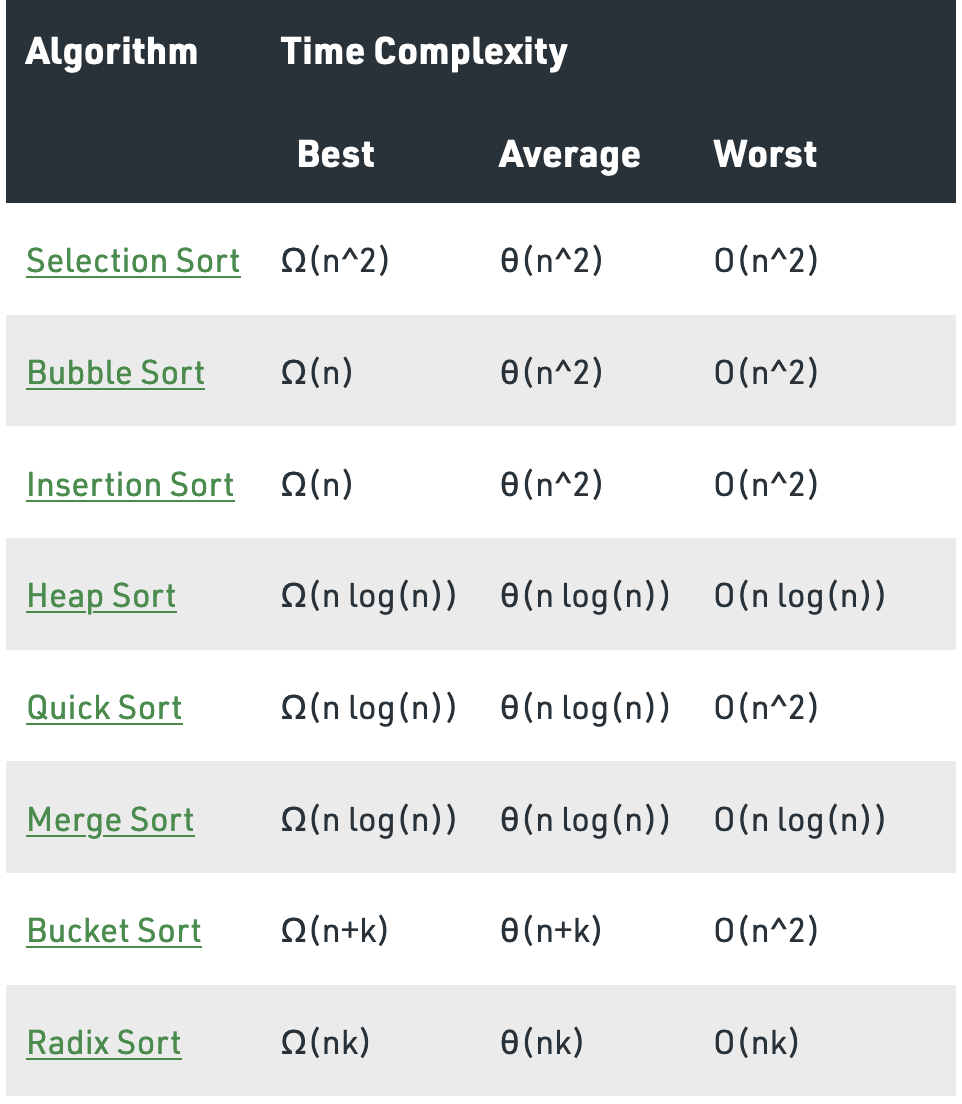 Algorithm Time Complexity
Best Average Worst
Selection Sort Ω(n^2) θ(n^2) O(n^2)
Bubble Sort Ω(n) θ(n^2) O(n^2)
Insertion Sort Ω(n) θ(n^2) O(n^2)
Heap Sort Ω(n log(n)) θ(n log(n)) O(n log(n))
Quick Sort Ω(n log(n)) θ(n log(n)) O(n^2)
Merge Sort Ω(n log(n)) θ(n log(n)) O(n log(n))
Bucket Sort Ω(n+k) θ(n+k) O(n^2)
Radix Sort Ω(nk) θ(nk) O(nk)